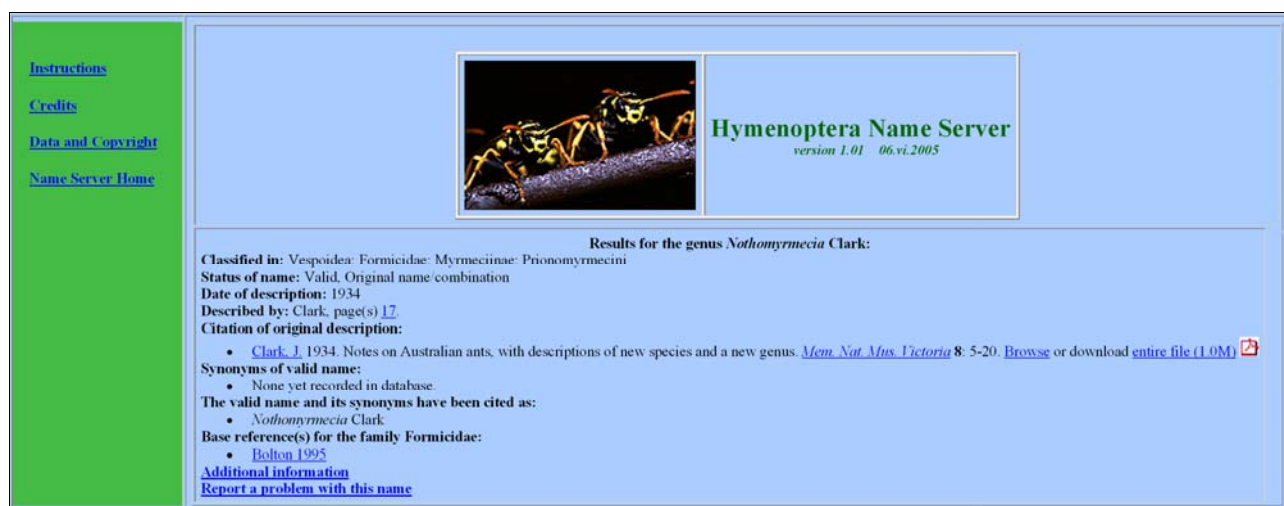 Instructions
Credits
Data and Copyright
Name Server Home
Hymenoptera Name Server
version 1.01 06.vi.2005
Results for the genus Nothomyrmecia Clark:
Classified in: Vespoidea: Formicidae: Myrmeciinae: Prionomyrmecini
Status of name: Valid, Original name/combination
Date of description: 1934
Described by: Clark, page(s) 17.
Citation of original description:
• Clark, J. 1934. Notes on Australian ants, with descriptions of new species and a new genus. Mem. Nat. Mus. Victoria 8: 5-20. Browse or download entire file (1.0M)
Synonyms of valid name:
• None yet recorded in database.
The valid name and its synonyms have been cited as:
• Nothomyrmecia Clark
Base reference(s) for the family Formicidae:
• Bolton 1995
Additional information
Report a problem with this name